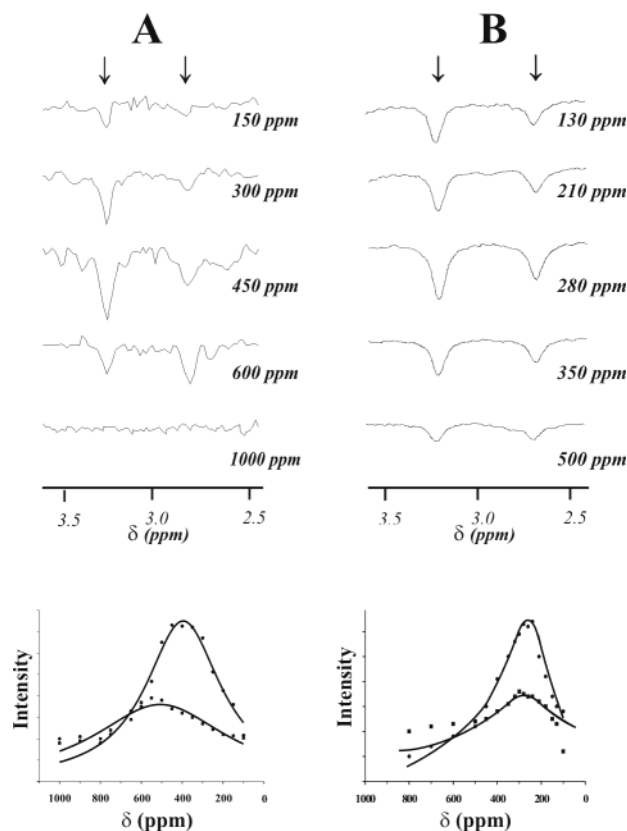 A
B
150 ppm
300 ppm
450 ppm
600 ppm
1000 ppm
3.5 3.0 2.5
δ (ppm)
130 ppm
210 ppm
280 ppm
350 ppm
500 ppm
3.5 3.0 2.5
δ (ppm)
Intensity
1000 800 600 400 200 0
δ (ppm)
Intensity
1000 800 600 400 200 0
δ (ppm)